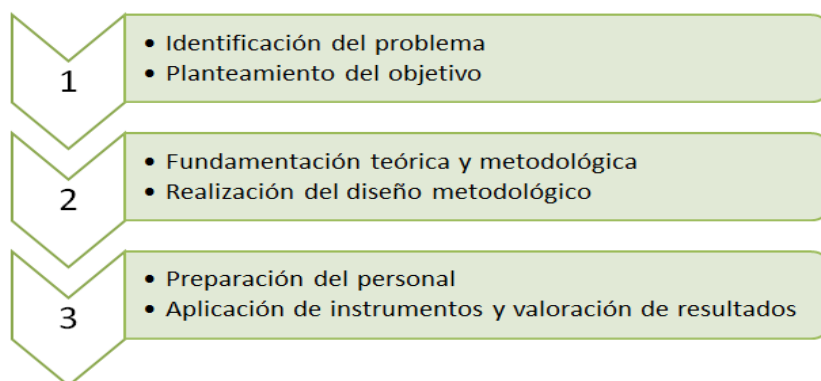 1
• Identificación del problema
• Planteamiento del objetivo
2
• Fundamentación teórica y metodológica
• Realización del diseño metodológico
3
• Preparación del personal
• Aplicación de instrumentos y valoración de resultados